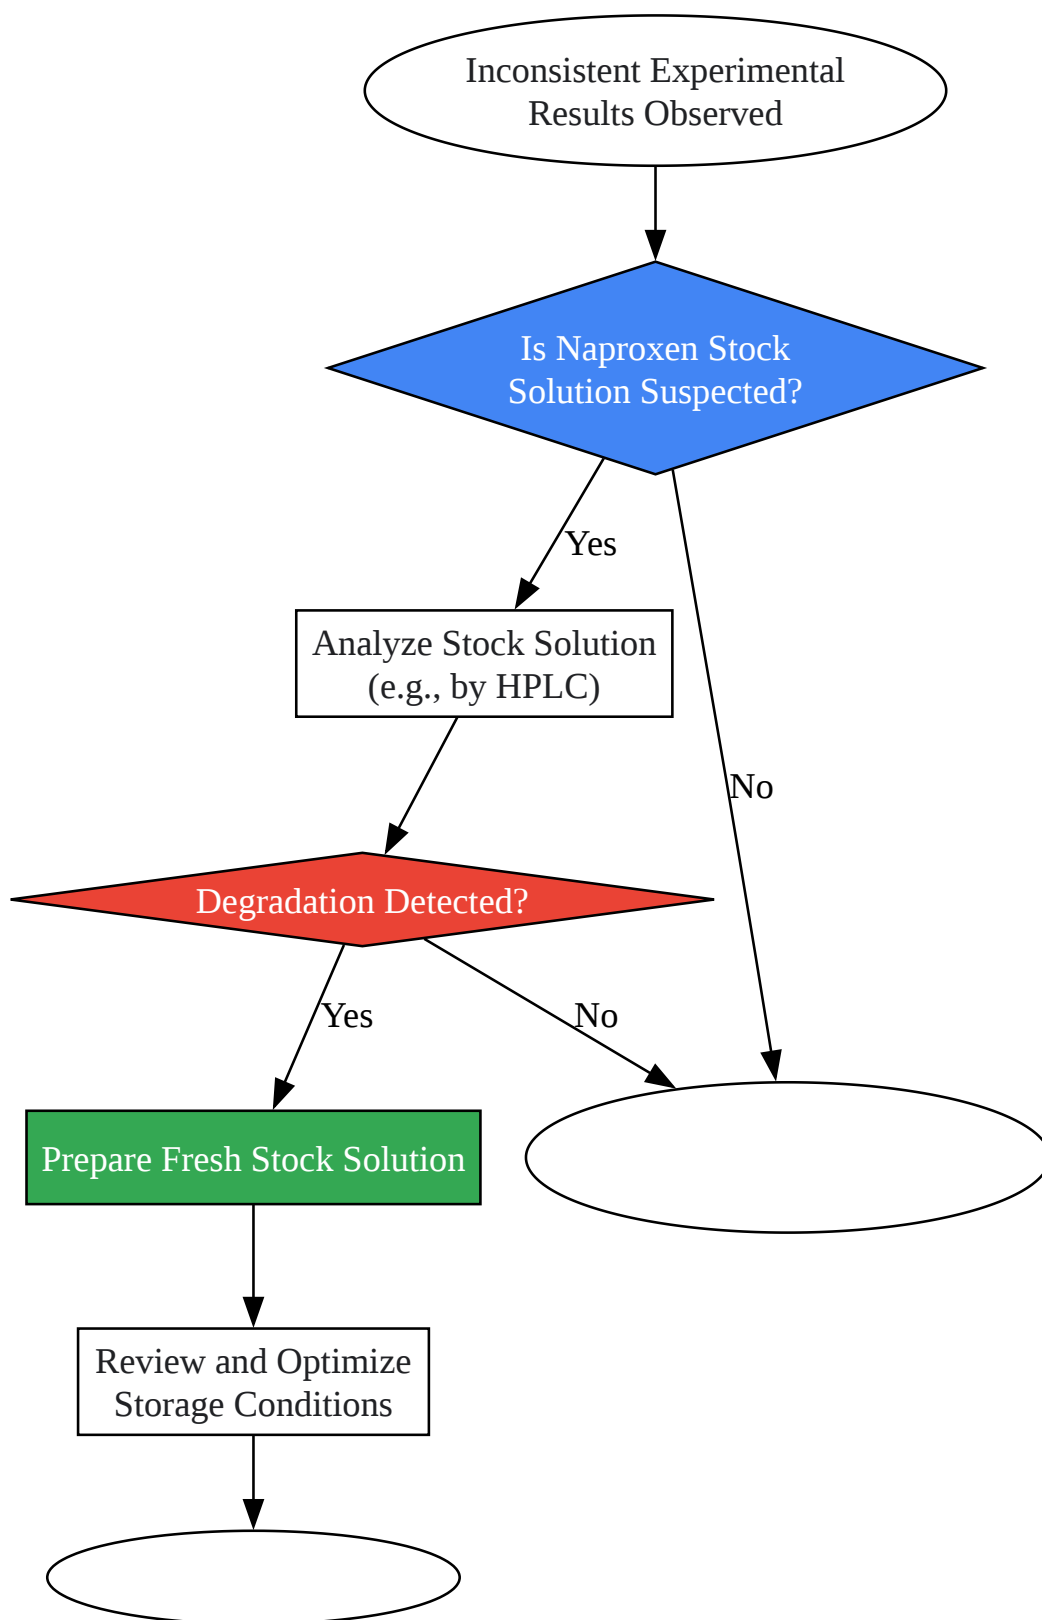 Inconsistent Experimental
Results Observed
Is Naproxen Stock
Solution Suspected?
Yes
Analyze Stock Solution
(e.g., by HPLC)
No
Degradation Detected?
Yes
No
Prepare Fresh Stock Solution
Review and Optimize
Storage Conditions